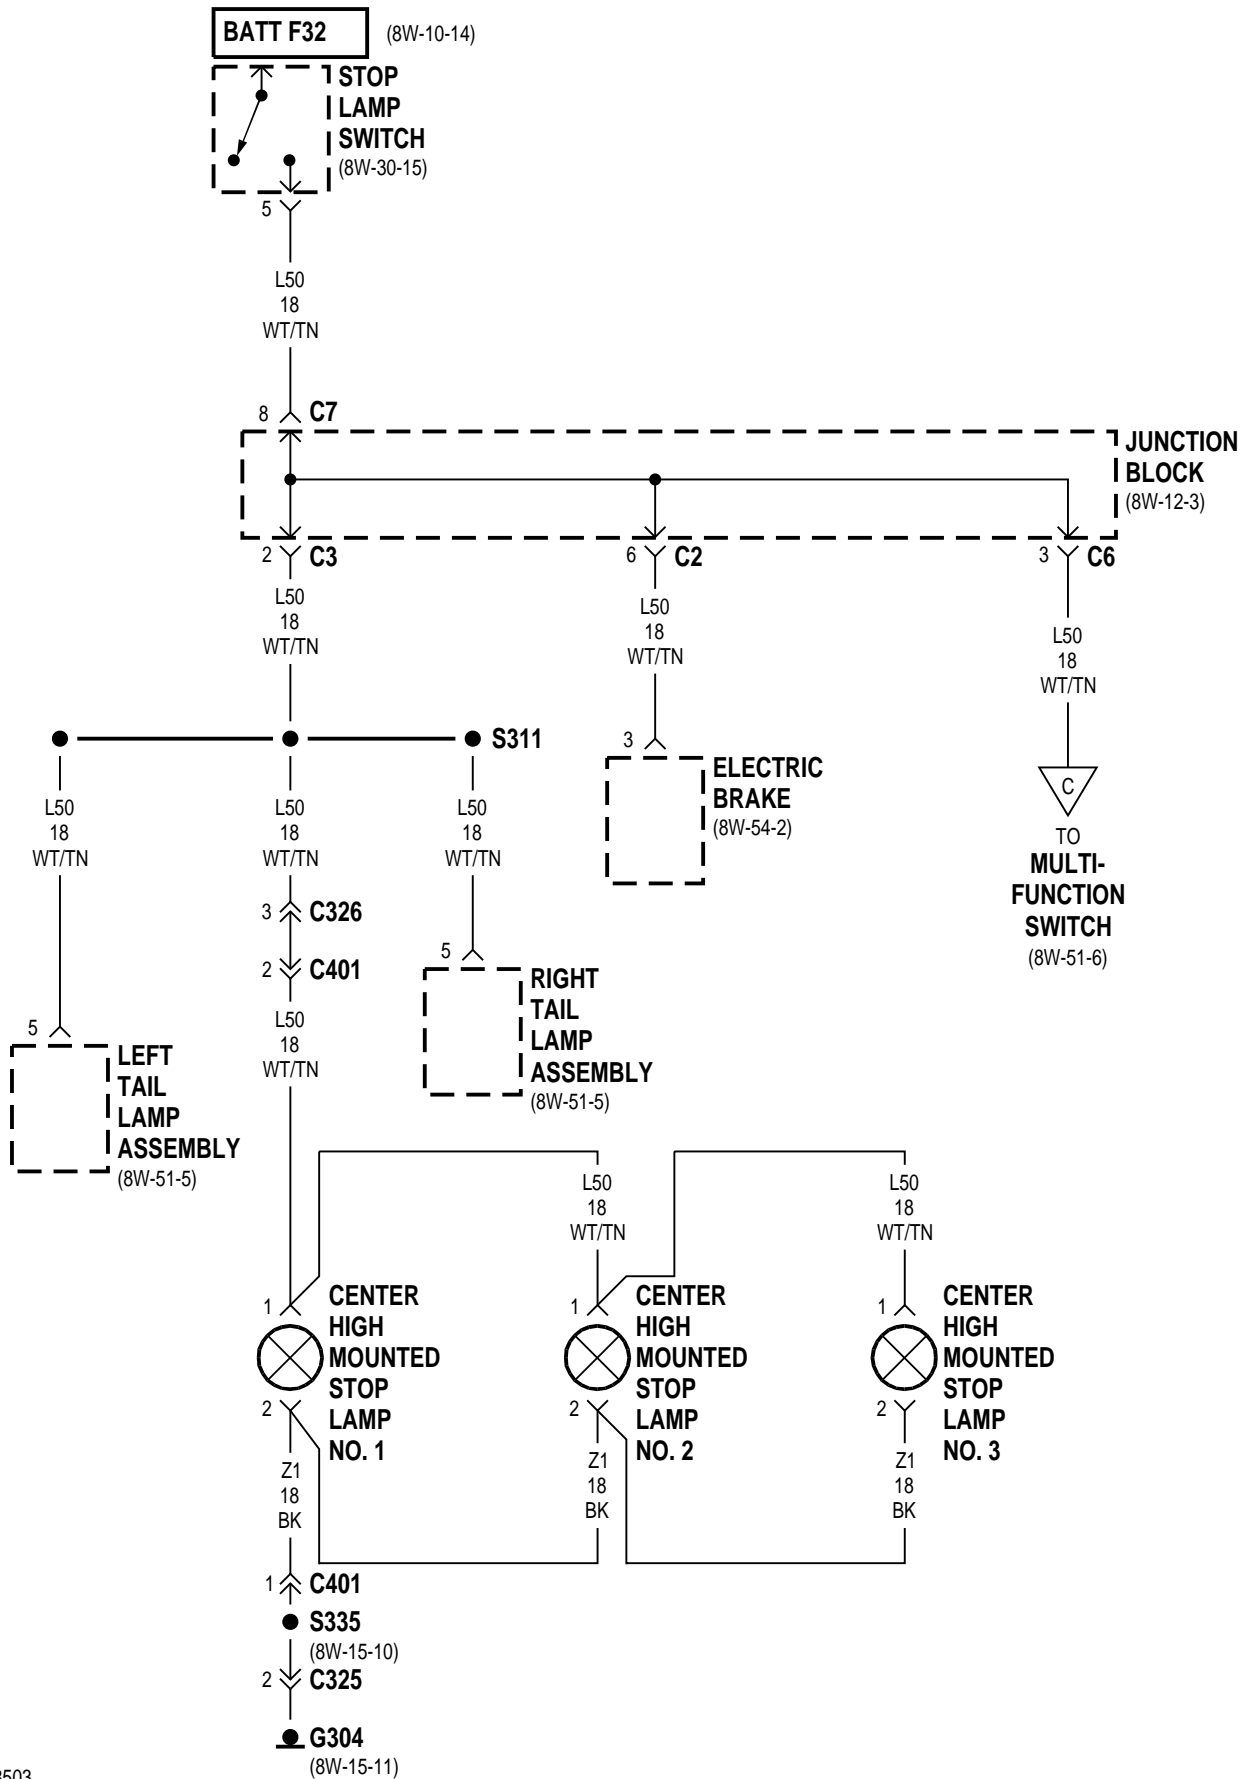 BATT F32
(8W-10-14)
STOP
LAMP
SWITCH
(8W-30-15)
5
L50
18
WT/TN
8
C7
JUNCTION
BLOCK
(8W-12-3)
2
C3
6
C2
3
C6
L50
18
WT/TN
L50
18
WT/TN
L50
18
WT/TN
S311
L50
18
WT/TN
L50
18
WT/TN
L50
18
WT/TN
3
ELECTRIC
BRAKE
(8W-54-2)
C
TO
MULTI-
FUNCTION
SWITCH
(8W-51-6)
3
C326
2
C401
L50
18
WT/TN
5
RIGHT
TAIL
LAMP
ASSEMBLY
(8W-51-5)
5
LEFT
TAIL
LAMP
ASSEMBLY
(8W-51-5)
L50
18
WT/TN
L50
18
WT/TN
1
CENTER
HIGH
MOUNTED
STOP
LAMP
NO. 1
2
1
CENTER
HIGH
MOUNTED
STOP
LAMP
NO. 2
2
1
CENTER
HIGH
MOUNTED
STOP
LAMP
NO. 3
2
Z1
18
BK
Z1
18
BK
Z1
18
BK
1
C401
S335
(8W-15-10)
2
C325
G304
(8W-15-11)